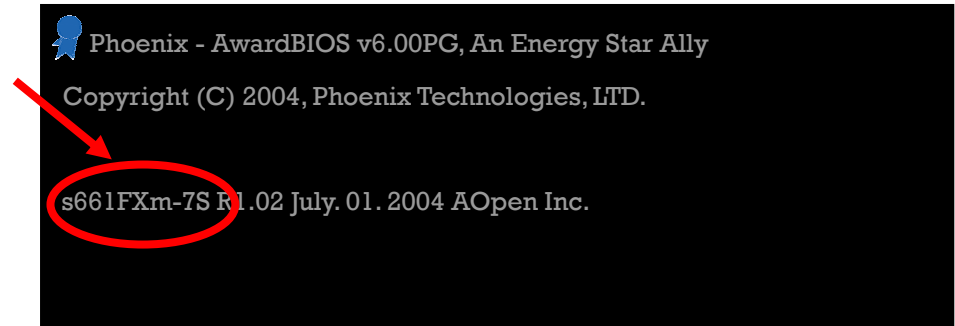 Phoenix - AwardBIOS v6.00PG, An Energy Star Ally
Copyright (C) 2004, Phoenix Technologies, LTD.
s661FXm-7S R1.02 July. 01. 2004 AOpen Inc.